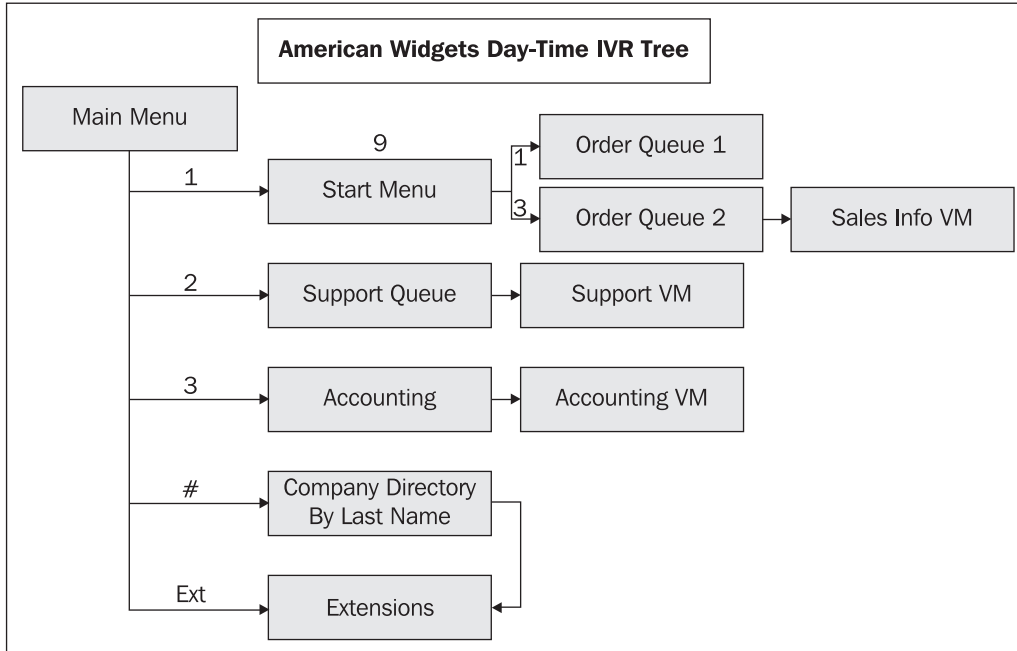 American Widgets Day-Time IVR Tree
Main Menu
9
1
Start Menu
1
Order Queue 1
3
Order Queue 2
Sales Info VM
2
Support Queue
Support VM
3
Accounting
Accounting VM
#
Company Directory
By Last Name
Ext
Extensions